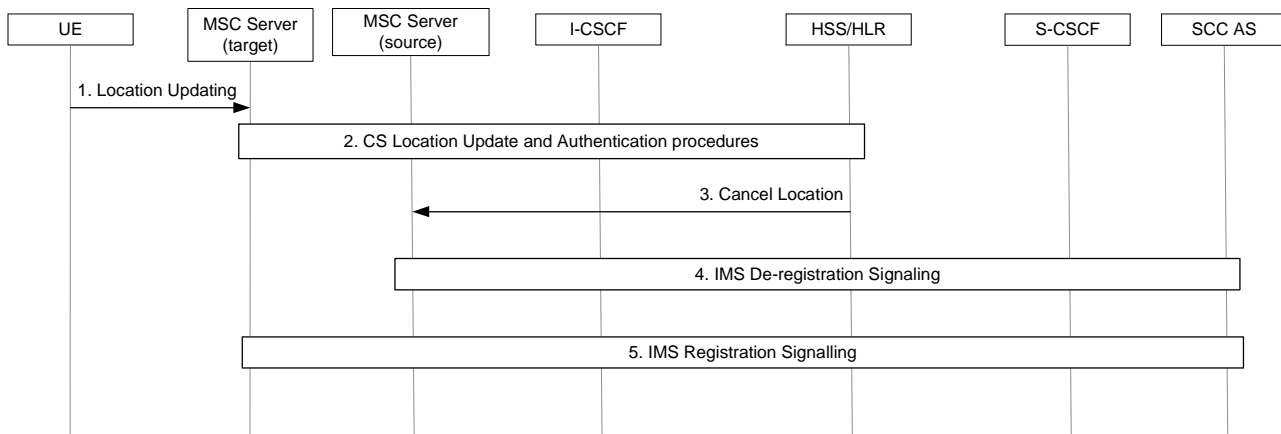 UE
MSC Server
(target)
MSC Server
(source)
I-CSCF
HSS/HLR
S-CSCF
SCC AS
1. Location Updating
2. CS Location Update and Authentication procedures
3. Cancel Location
4. IMS De-registration Signaling
5. IMS Registration Signalling